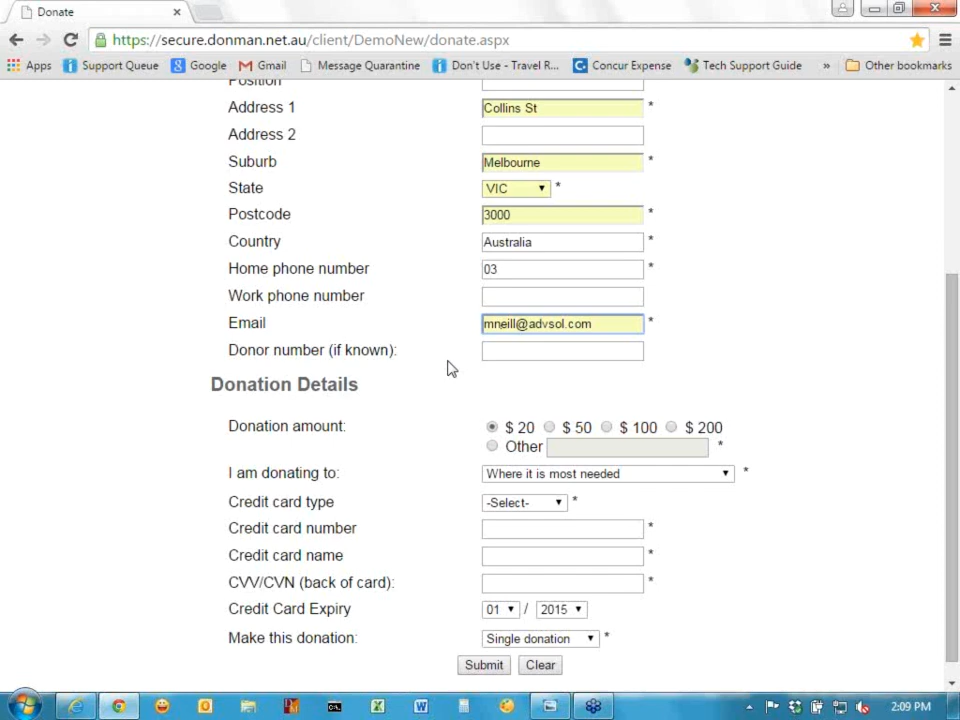 Donate
https://secure.donman.net.au/client/DemoNew/donate.aspx
Apps Support Queue Google Gmail Message Quarantine Don't Use - Travel R... Concur Expense Tech Support Guide » Other bookmarks
Position
Address 1 Collins St *
Address 2
Suburb Melbourne *
State VIC *
Postcode 3000 *
Country Australia *
Home phone number 03 *
Work phone number
Email mneill@advsol.com *
Donor number (if known):
Donation Details
Donation amount: $ 20 $ 50 $ 100 $ 200
Other *
I am donating to: Where it is most needed *
Credit card type -Select- *
Credit card number *
Credit card name *
CVV/CVN (back of card): *
Credit Card Expiry 01 / 2015
Make this donation: Single donation *
Submit Clear
2:09 PM